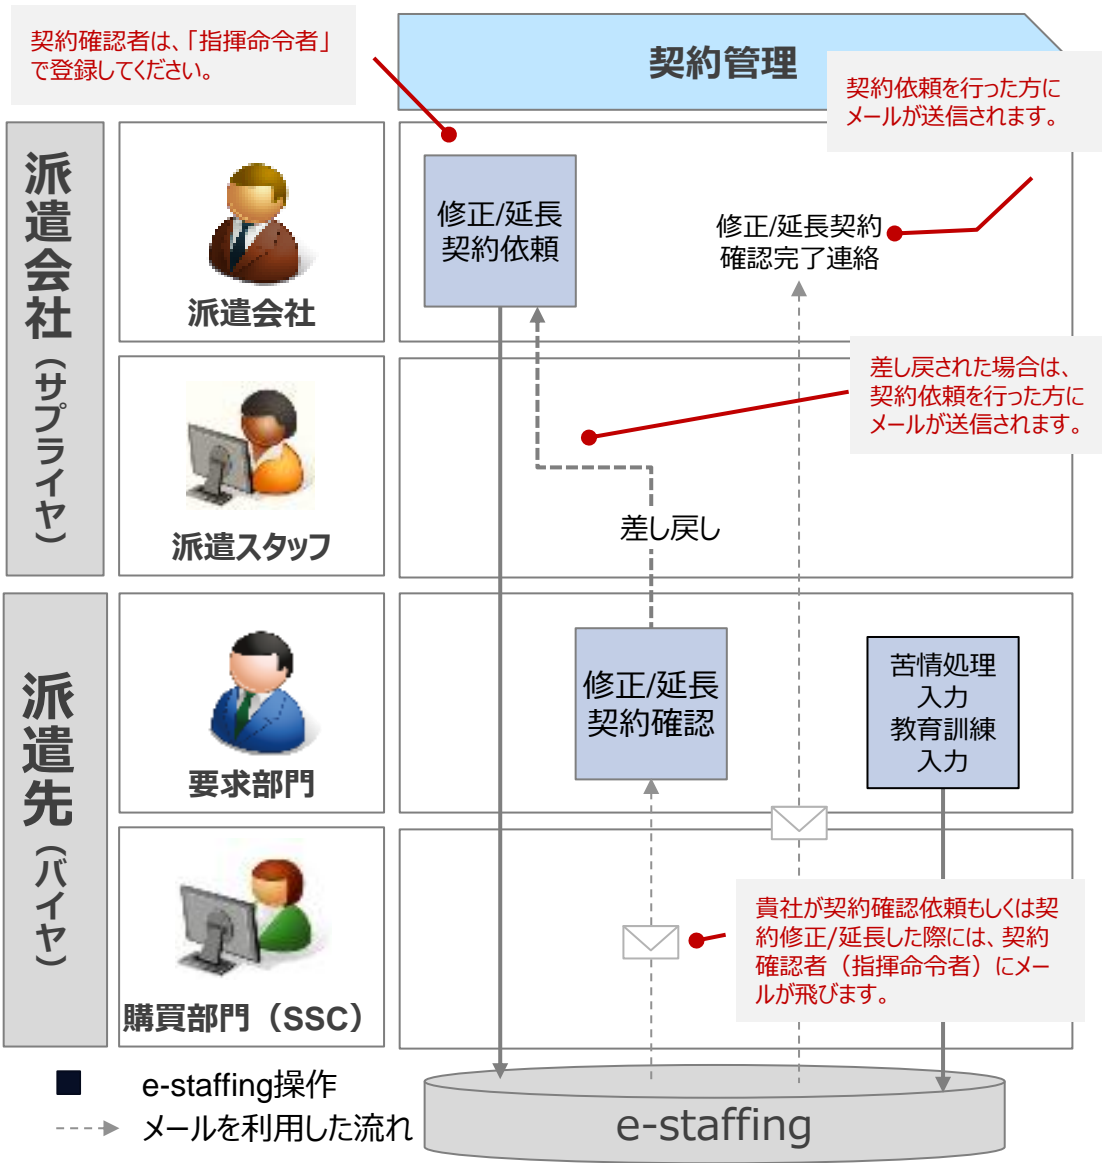 契約確認者は、「指揮命令者」
で登録してください。
契約管理
契約依頼を行った方に
メールが送信されます。
派遣会社（サプライヤ）
派遣会社
修正/延長
契約依頼
修正/延長契約
確認完了連絡
差し戻された場合は、
契約依頼を行った方に
メールが送信されます。
派遣スタッフ
差し戻し
派遣先（バイヤ）
要求部門
修正/延長
契約確認
苦情処理
入力
教育訓練
入力
購買部門（SSC）
貴社が契約確認依頼もしくは契
約修正/延長した際には、契約
確認者（指揮命令者）にメー
ルが飛びます。
e-staffing操作
メールを利用した流れ
e-staffing